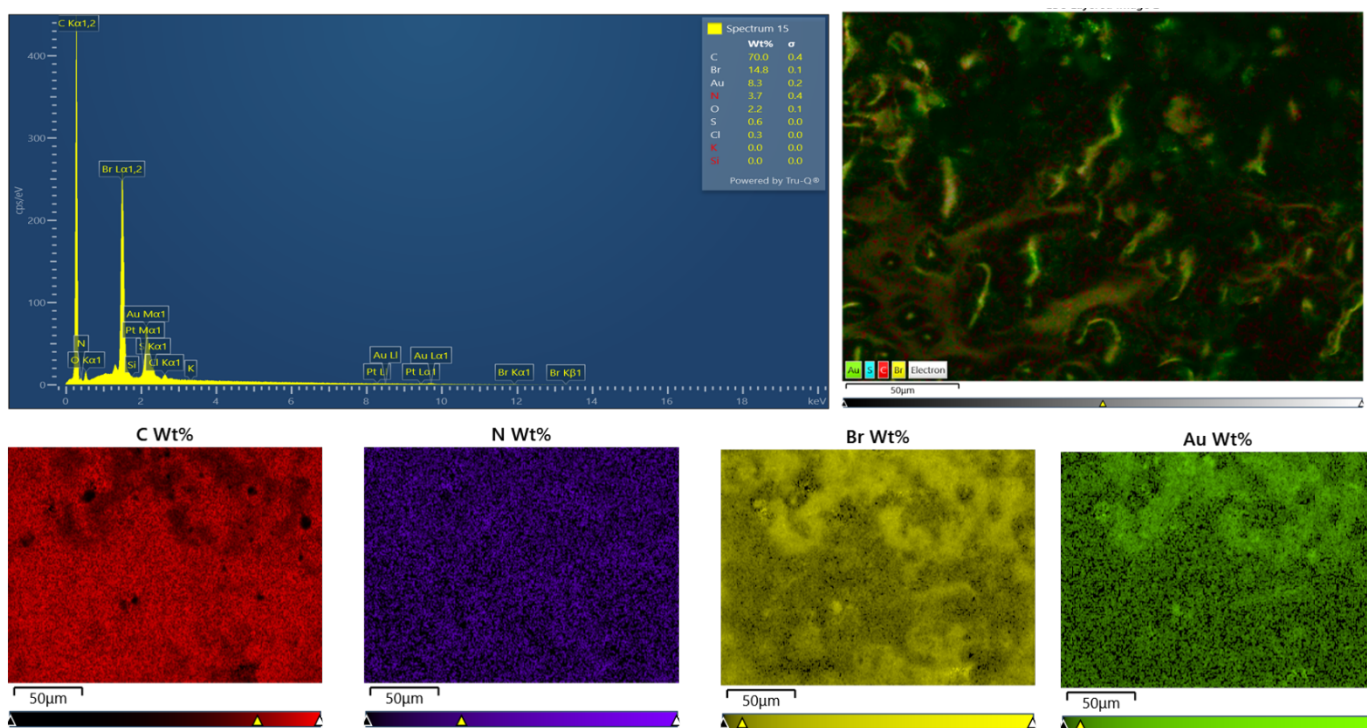 C Kα1,2
400
Br Lα1,2
300
cps/eV
200
100
Au Mα1
Pt Mα1
N
S Kα1
O Kα1
Si
Cl Kα1
K
Au Ll
Au Lα1
Pt Ll
Pt Lα1
Br Kα1
Br Kβ1
0
0 2 4 6 8 10 12 14 16 18 keV
Spectrum 15
Wt% σ
C 70.0 0.4
Br 14.8 0.1
Au 8.3 0.2
N 3.7 0.4
O 2.2 0.1
S 0.6 0.0
Cl 0.3 0.0
K 0.0 0.0
Si 0.0 0.0
Powered by Tru-Q®
Au S C Br Electron
50µm
C Wt%
50µm
N Wt%
50µm
Br Wt%
50µm
Au Wt%
50µm